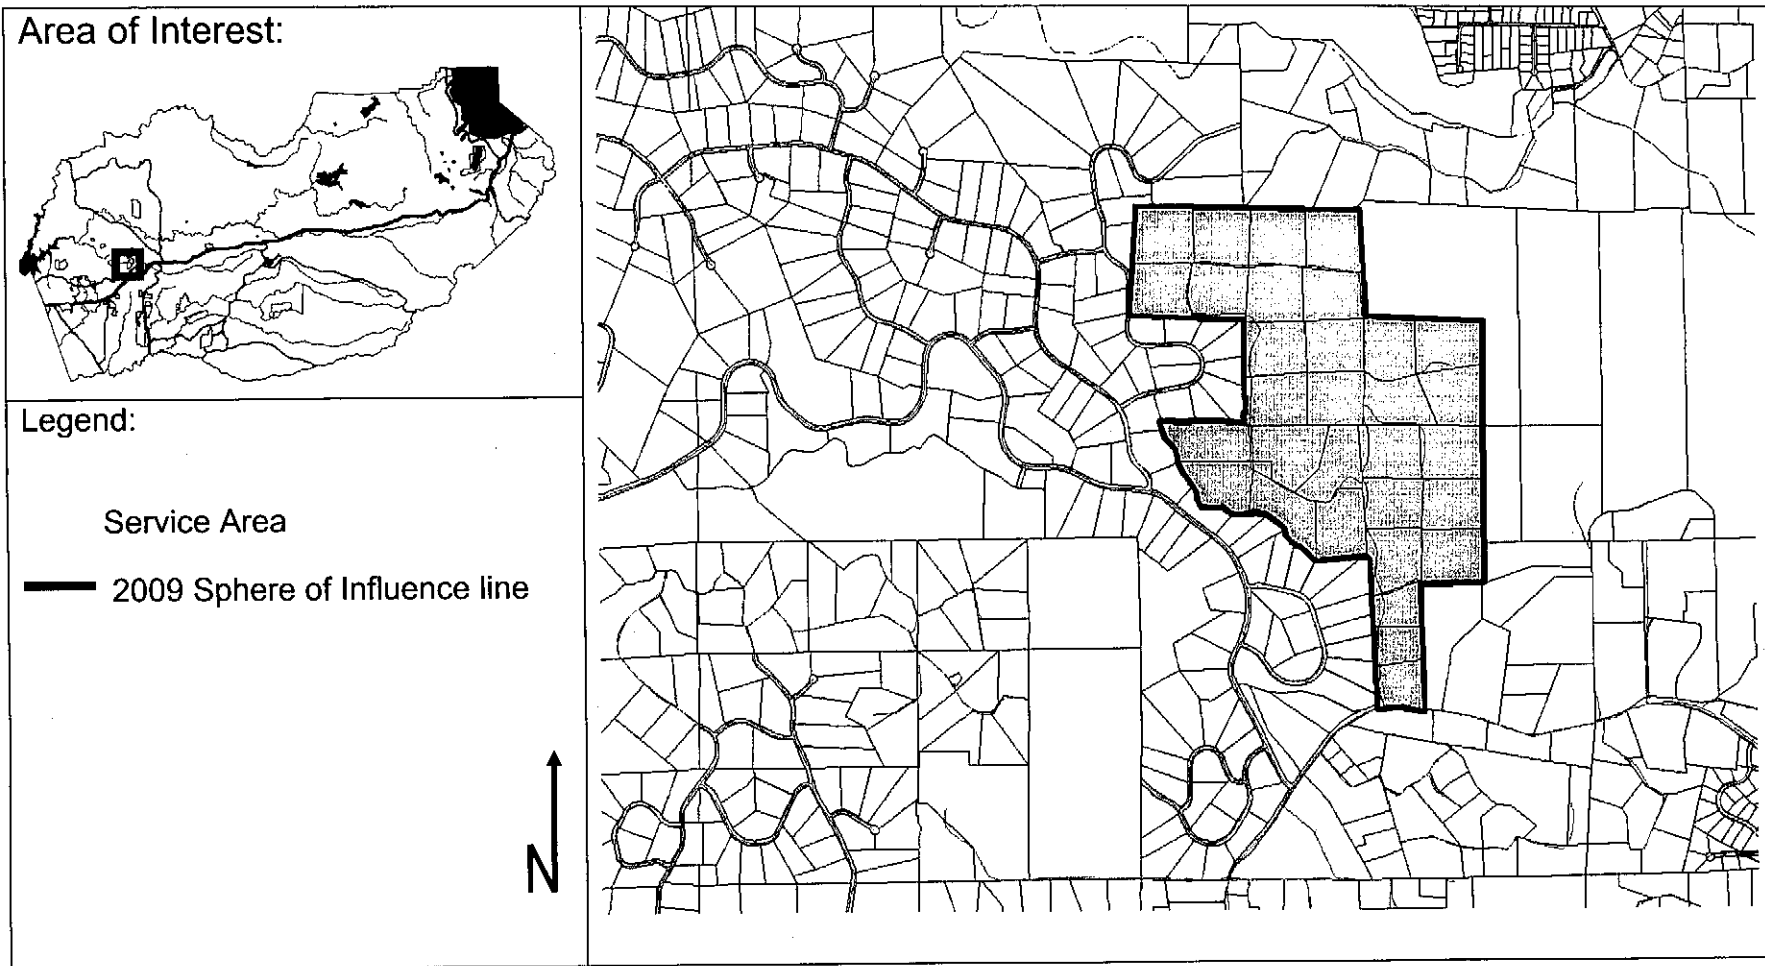 Area of Interest:
Legend:
Service Area
2009 Sphere of Influence line
N